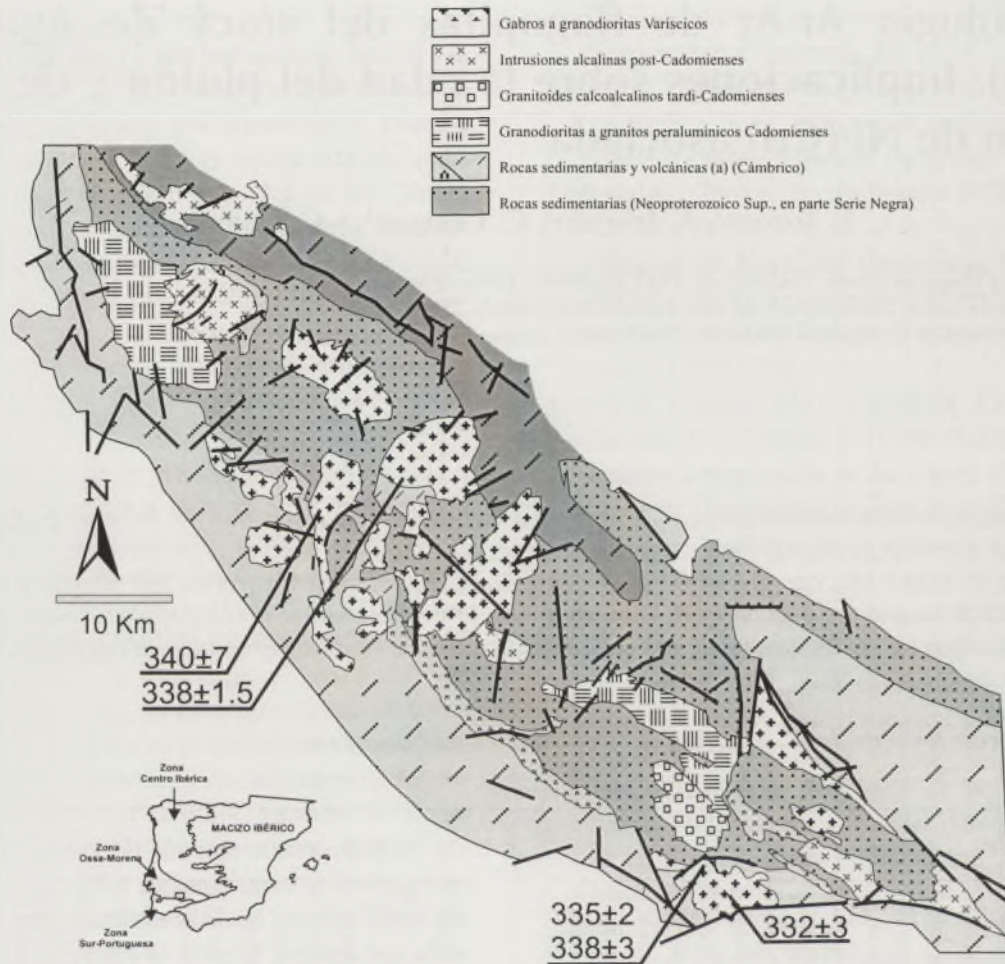 Gabros a granodioritas Variscicos
Intrusiones alcalinas post-Cadomienses
Granitoides calcoalcalinos tardi-Cadomienses
Granodioritas a granitos peralumínicos Cadomienses
Rocas sedimentarias y volcánicas (a) (Cámbrico)
Rocas sedimentarias (Neoproterozoico Sup., en parte Serie Negra)
a
N
10 Km
340±7
338±1.5
Zona
Centro Ibérica
MACIZO IBÉRICO
Zona
Ossa-Morena
Zona
Sur-Portuguesa
335±2
338±3
332±3